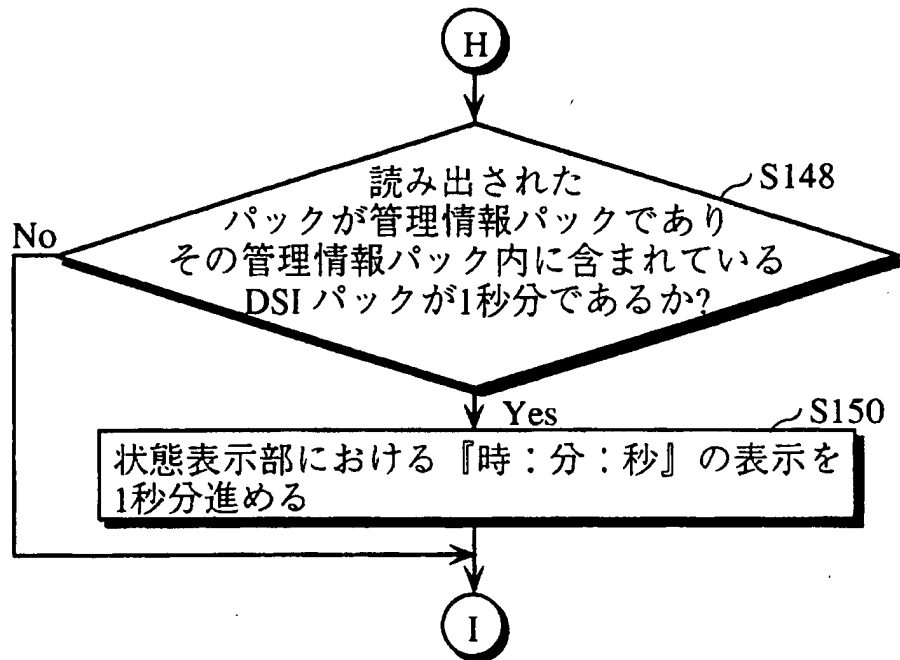 H
読み出された
パックが管理情報パックであり
その管理情報パック内に含まれている
DSIパックが1秒分であるか?
S148
No
Yes
S150
状態表示部における『時：分：秒』の表示を
1秒分進める
I